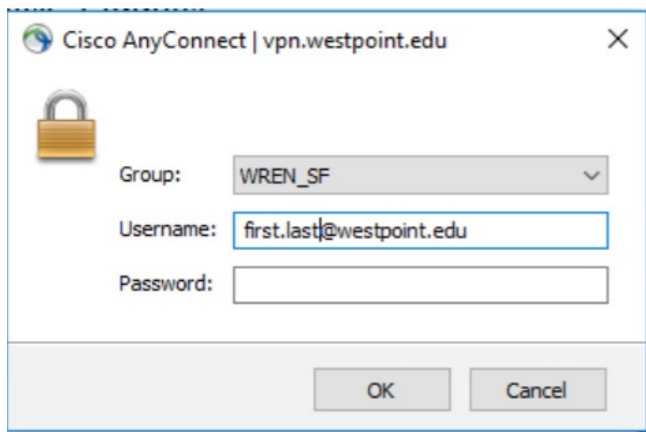 Cisco AnyConnect | vpn.westpoint.edu
Group: WREN_SF
Username: first.last@westpoint.edu
Password:
OK Cancel